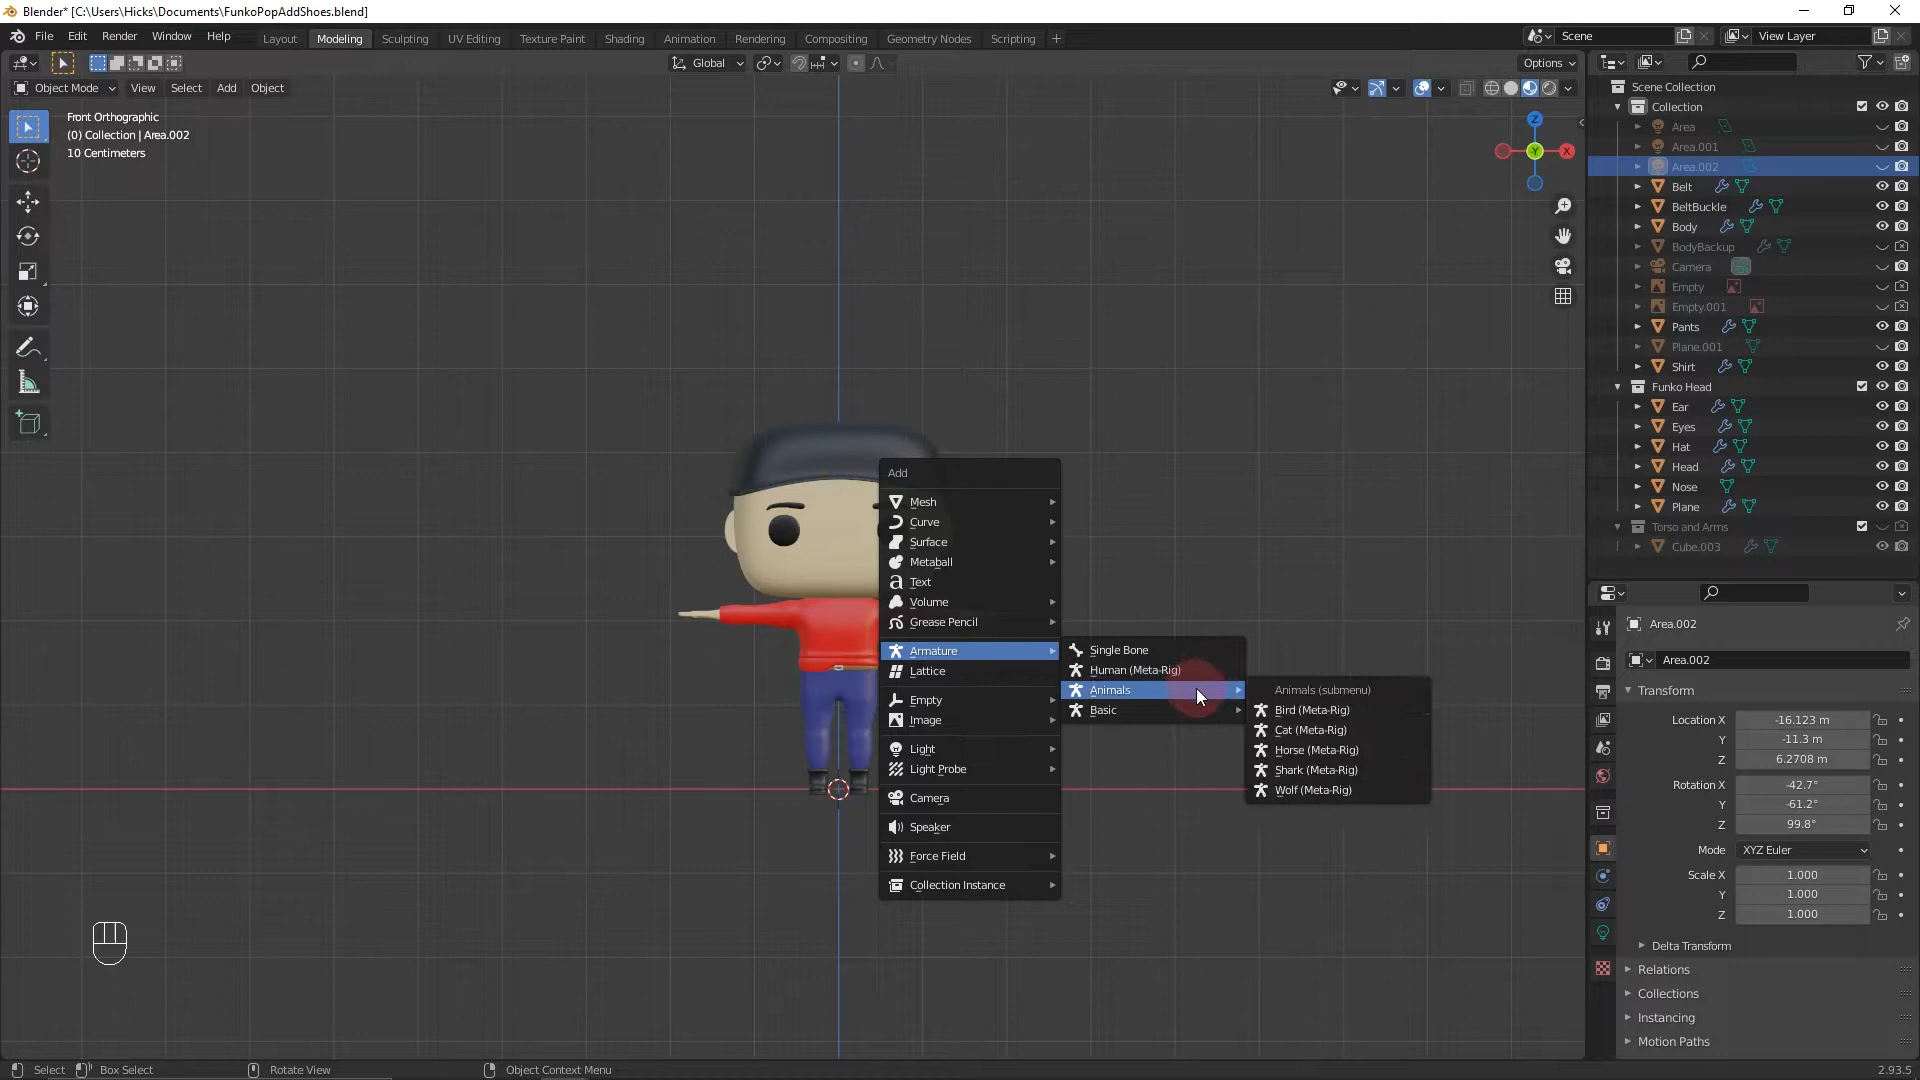 Blender* [C:\Users\Hicks\Documents\FunkoPopAddShoes.blend]
File Edit Render Window Help
Layout Modeling Sculpting UV Editing Texture Paint Shading Animation Rendering Compositing Geometry Nodes Scripting +
Scene
View Layer
Global
Options
Object Mode View Select Add Object
Front Orthographic
(0) Collection | Area.002
10 Centimeters
Z
Y
X
Add
Mesh
Curve
Surface
Metaball
Text
Volume
Grease Pencil
Armature
Lattice
Empty
Image
Light
Light Probe
Camera
Speaker
Force Field
Collection Instance
Single Bone
Human (Meta-Rig)
Animals
Basic
Animals (submenu)
Bird (Meta-Rig)
Cat (Meta-Rig)
Horse (Meta-Rig)
Shark (Meta-Rig)
Wolf (Meta-Rig)
Scene Collection
Collection
Area
Area.001
Area.002
Belt
BeltBuckle
Body
BodyBackup
Camera
Empty
Empty.001
Pants
Plane.001
Shirt
Funko Head
Ear
Eyes
Hat
Head
Nose
Plane
Torso and Arms
Cube.003
Area.002
Area.002
Transform
Location X -16.123 m
Y -11.3 m
Z 6.2708 m
Rotation X -42.7°
Y -61.2°
Z 99.8°
Mode XYZ Euler
Scale X 1.000
Y 1.000
Z 1.000
Delta Transform
Relations
Collections
Instancing
Motion Paths
Select Box Select Rotate View Object Context Menu 2.93.5